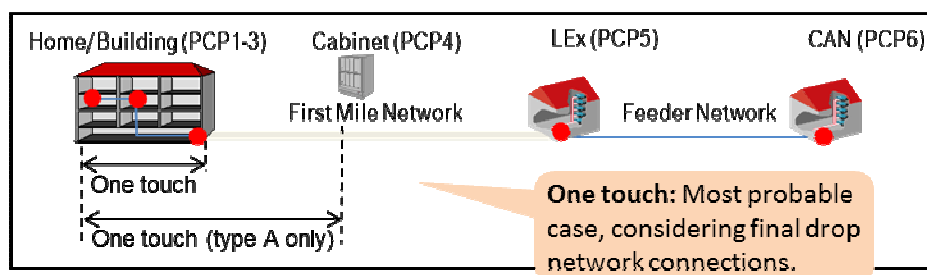 Home/Building (PCP1-3)
Cabinet (PCP4)
LEx (PCP5)
CAN (PCP6)
First Mile Network
Feeder Network
One touch
One touch (type A only)
One touch: Most probable
case, considering final drop
network connections.